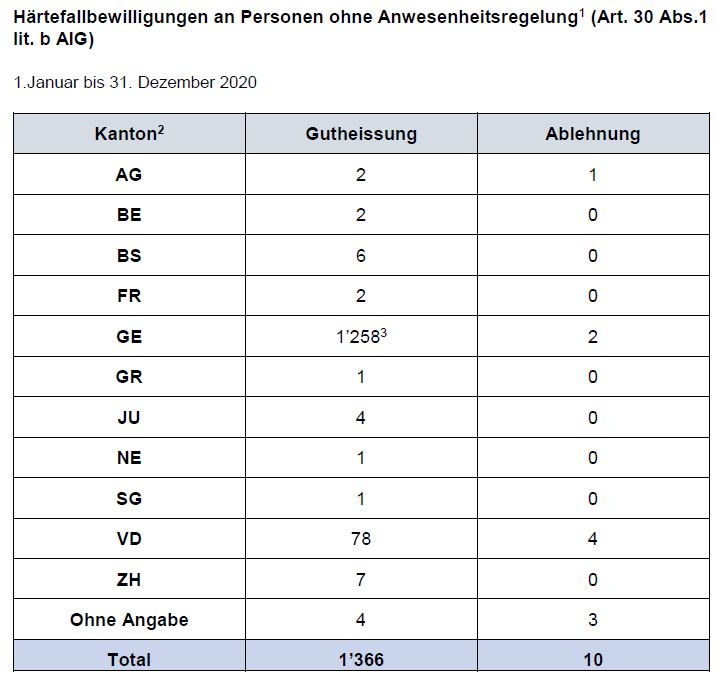 Härtefallbewilligungen an Personen ohne Anwesenheitsregelung¹ (Art. 30 Abs.1
lit. b AIG)
1.Januar bis 31. Dezember 2020
Kanton² Gutheissung Ablehnung
AG 2 1
BE 2 0
BS 6 0
FR 2 0
GE 1’258³ 2
GR 1 0
JU 4 0
NE 1 0
SG 1 0
VD 78 4
ZH 7 0
Ohne Angabe 4 3
Total 1’366 10